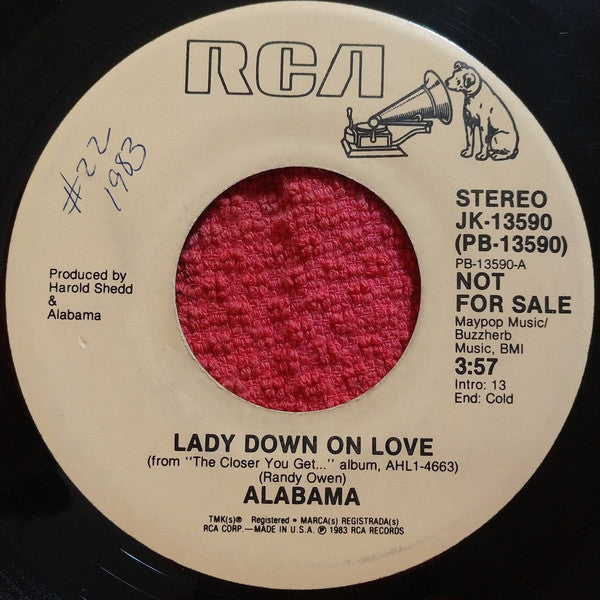 RCA
#22
1983
STEREO
JK-13590
(PB-13590)
PB-13590-A
NOT
FOR SALE
Maypop Music/
Buzzherb
Music, BMI
3:57
Intro: 13
End: Cold
Produced by
Harold Shedd
&
Alabama
LADY DOWN ON LOVE
(from "The Closer You Get..." album, AHL1-4663)
(Randy Owen)
ALABAMA
TMK(s)® Registered • MARCA(s) REGISTRADA(s)
RCA CORP.—MADE IN U.S.A. ℗ 1983 RCA RECORDS